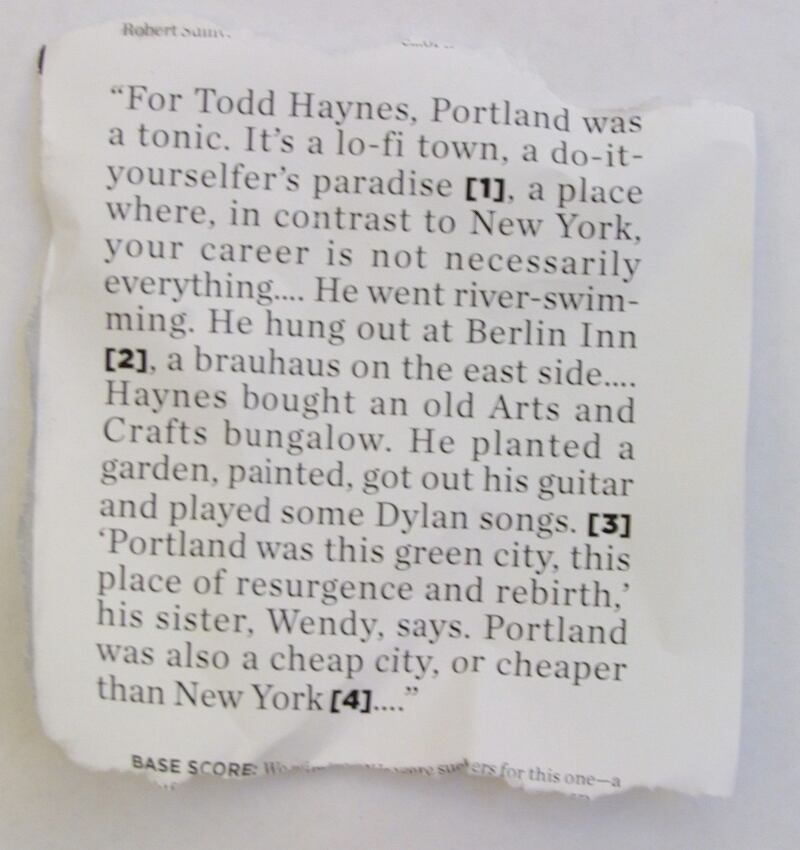 Robert
“For Todd Haynes, Portland was
a tonic. It’s a lo-fi town, a do-it-
yourselfer’s paradise [1], a place
where, in contrast to New York,
your career is not necessarily
everything.... He went river-swim-
ming. He hung out at Berlin Inn
[2], a brauhaus on the east side....
Haynes bought an old Arts and
Crafts bungalow. He planted a
garden, painted, got out his guitar
and played some Dylan songs. [3]
‘Portland was this green city, this
place of resurgence and rebirth,’
his sister, Wendy, says. Portland
was also a cheap city, or cheaper
than New York [4]....”
BASE SCORE: suckers for this one—a